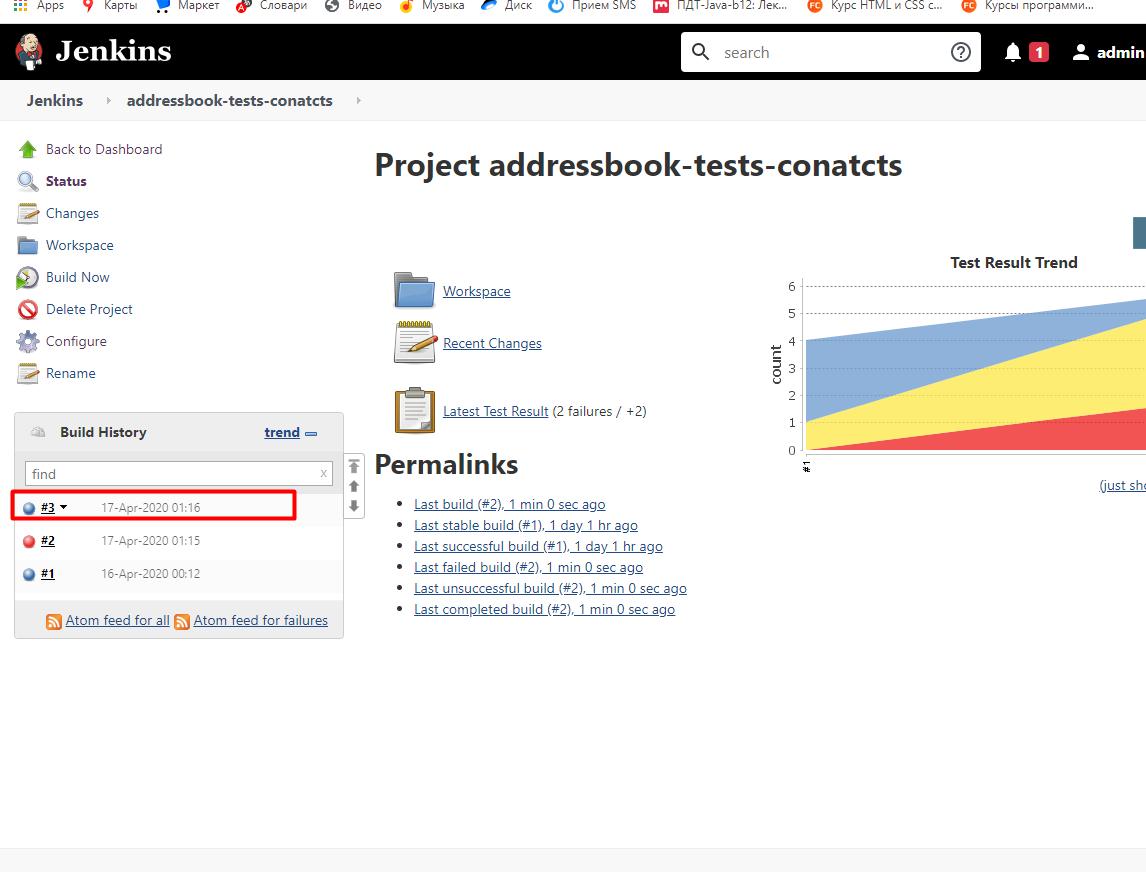 Apps Карты Маркет Словари Видео Музыка Диск Прием SMS ПДТ-Java-b12: Лек... Курс HTML и CSS с... Курсы программи...
Jenkins search 1 admin
Jenkins addressbook-tests-conatcts
Back to Dashboard
Status
Changes
Workspace
Build Now
Delete Project
Configure
Rename
Build History trend
find x
#3 17-Apr-2020 01:16
#2 17-Apr-2020 01:15
#1 16-Apr-2020 00:12
Atom feed for all Atom feed for failures
Project addressbook-tests-conatcts
Workspace
Recent Changes
Latest Test Result (2 failures / +2)
Permalinks
Last build (#2), 1 min 0 sec ago
Last stable build (#1), 1 day 1 hr ago
Last successful build (#1), 1 day 1 hr ago
Last failed build (#2), 1 min 0 sec ago
Last unsuccessful build (#2), 1 min 0 sec ago
Last completed build (#2), 1 min 0 sec ago
Test Result Trend
count
6
5
4
3
2
1
0
#1
(just sho